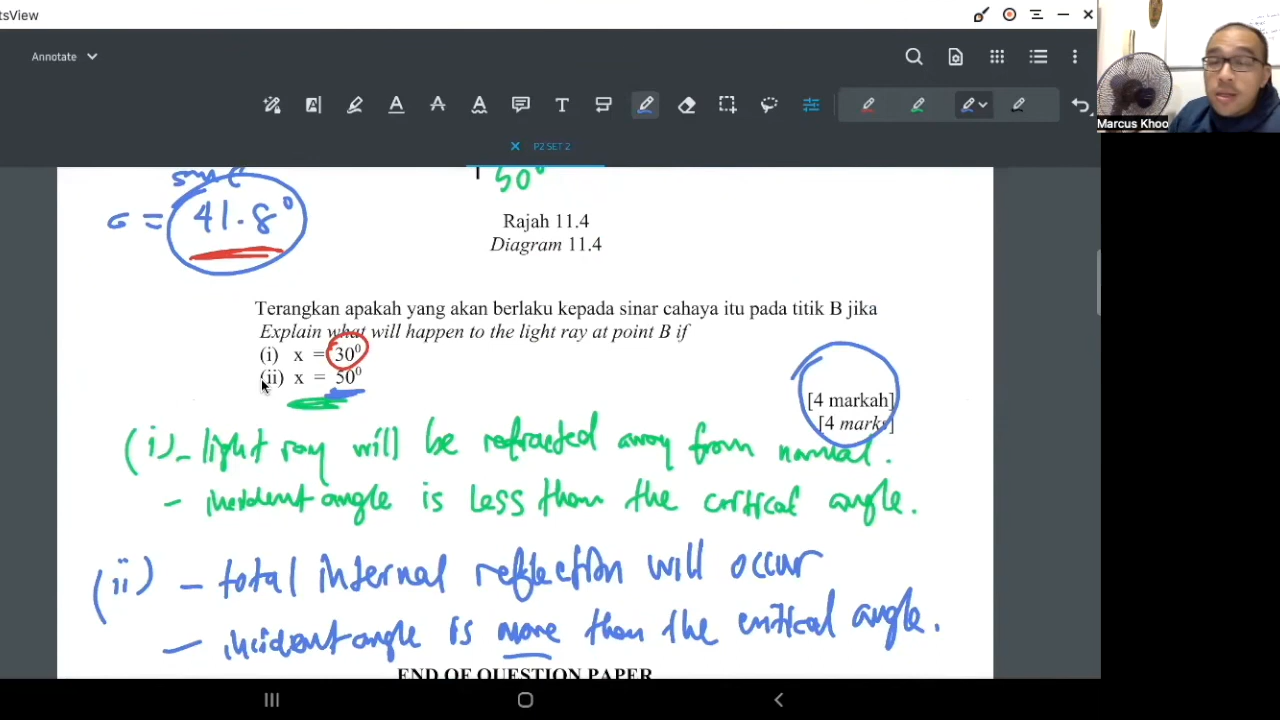 tsView
Annotate
Marcus Khoo
P2 SET 2
50°
= 41.8°
Rajah 11.4
Diagram 11.4
Terangkan apakah yang akan berlaku kepada sinar cahaya itu pada titik B jika
Explain what will happen to the light ray at point B if
(i) x = 30⁰
(ii) x = 50⁰
[4 markah]
[4 marks]
(i) - light ray will be refracted away from normal.
- incident angle is less than the critical angle.
(ii) - total internal reflection will occur
- incident angle is more than the critical angle.
END OF QUESTION PAPER